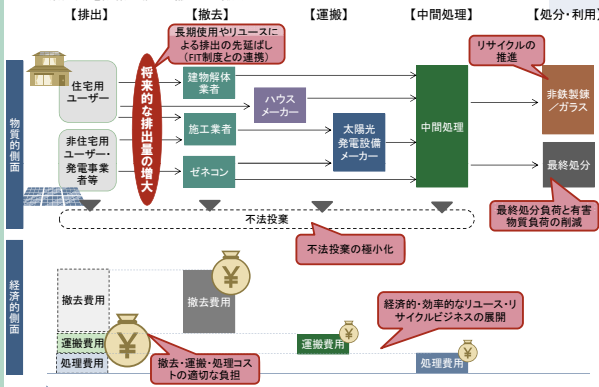 【排出】
【撤去】
【運搬】
【中間処理】
【処分・利用】
長期使用やリユースに
よる排出の先延ばし
（FIT制度との連携）
リサイクルの
推進
物質的側面
住宅用
ユーザー
非住宅用
ユーザー・
発電事業
者等
将来的な排出量の増大
建物解体
業者
施工業者
ゼネコン
ハウス
メーカー
太陽光
発電設備
メーカー
中間処理
非鉄製錬
／ガラス
最終処分
最終処分負荷と有害
物質負荷の削減
不法投棄
不法投棄の極小化
経済的側面
撤去費用
運搬費用
処理費用
¥
撤去費用
¥
撤去・運搬・処理コス
トの適切な負担
運搬費用
¥
経済的・効率的なリユース・リ
サイクルビジネスの展開
処理費用
¥